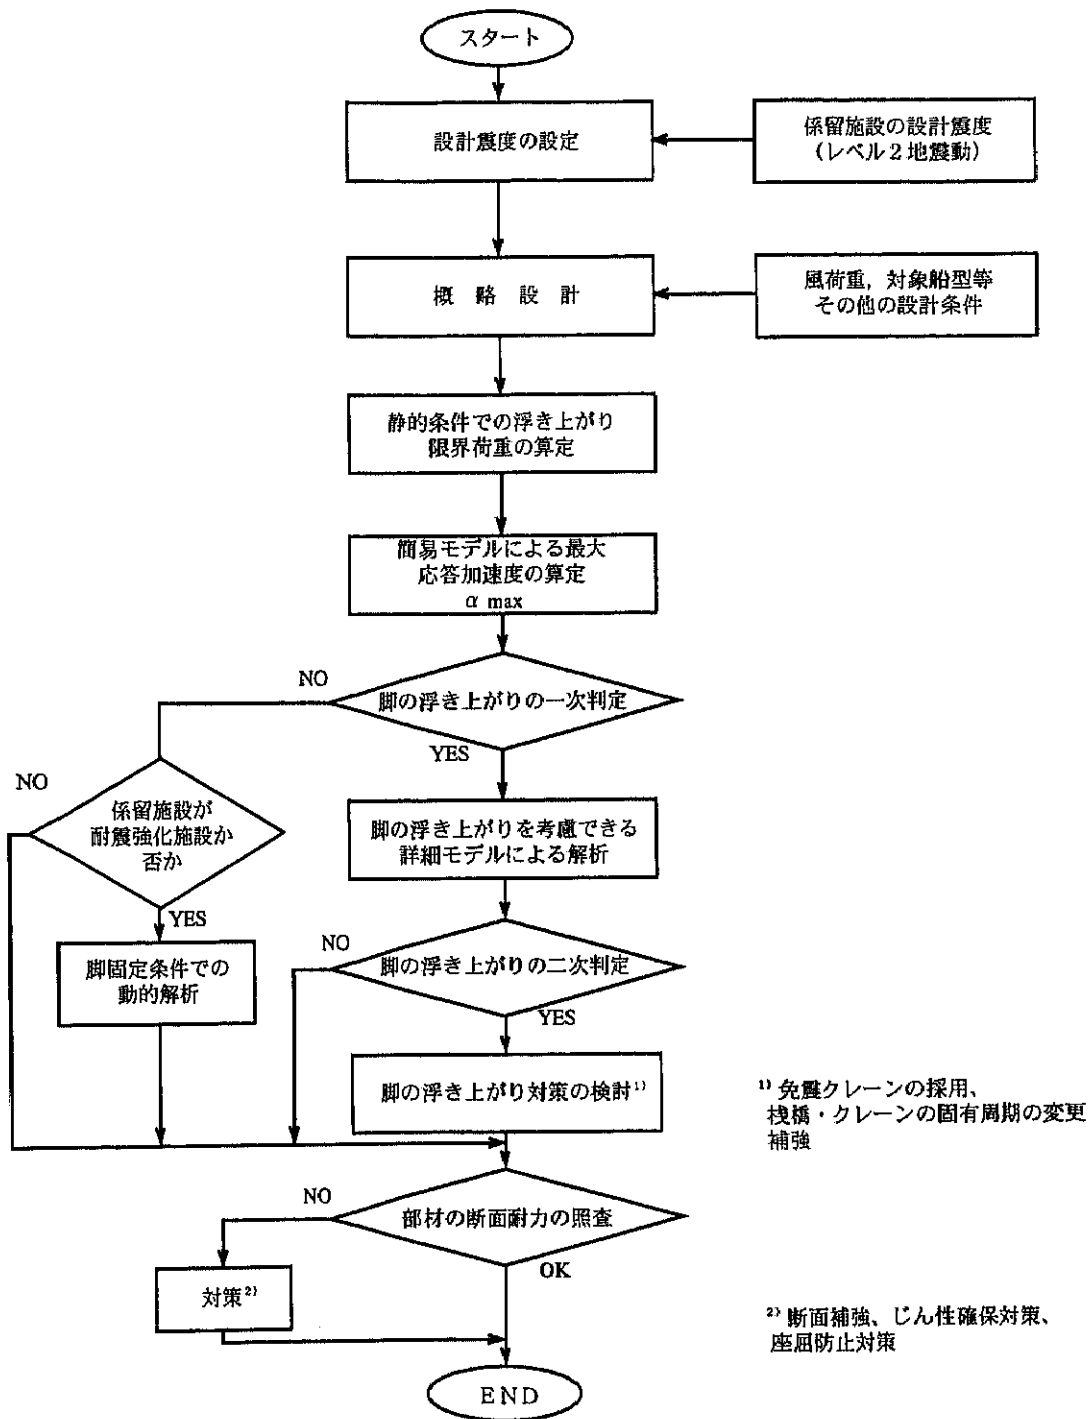 スタート
設計震度の設定
係留施設の設計震度
（レベル２地震動）
概略設計
風荷重，対象船型等
その他の設計条件
静的条件での浮き上がり
限界荷重の算定
簡易モデルによる最大
応答加速度の算定
α max
NO
脚の浮き上がりの一次判定
YES
NO
係留施設が
耐震強化施設か
否か
脚の浮き上がりを考慮できる
詳細モデルによる解析
YES
脚固定条件での
動的解析
NO
脚の浮き上がりの二次判定
YES
脚の浮き上がり対策の検討¹⁾
¹⁾ 免震クレーンの採用、
桟橋・クレーンの固有周期の変更
補強
NO
部材の断面耐力の照査
OK
対策²⁾
²⁾ 断面補強、じん性確保対策、
座屈防止対策
END